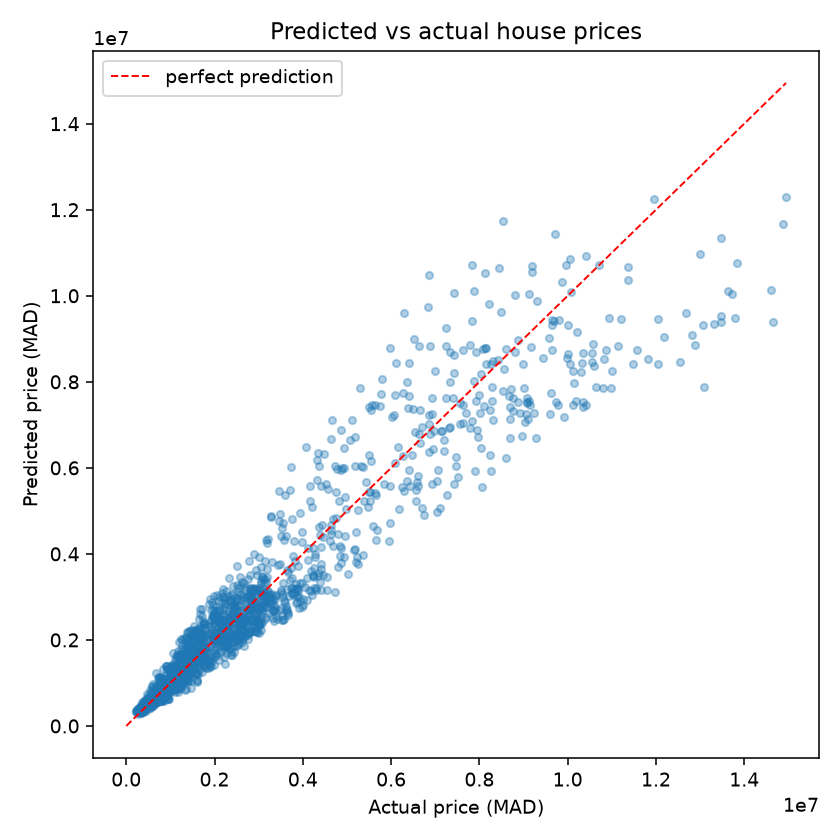 Predicted vs actual house prices
1e7
perfect prediction
1.4
1.2
1.0
0.8
0.6
0.4
0.2
0.0
Predicted price (MAD)
0.0 0.2 0.4 0.6 0.8 1.0 1.2 1.4
1e7
Actual price (MAD)